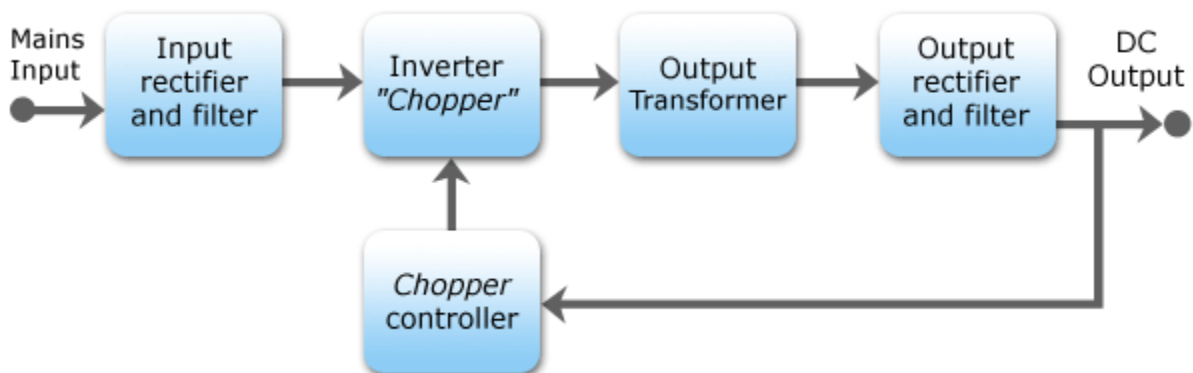 Mains
Input
Input
rectifier
and filter
Inverter
"Chopper"
Output
Transformer
Output
rectifier
and filter
DC
Output
Chopper
controller